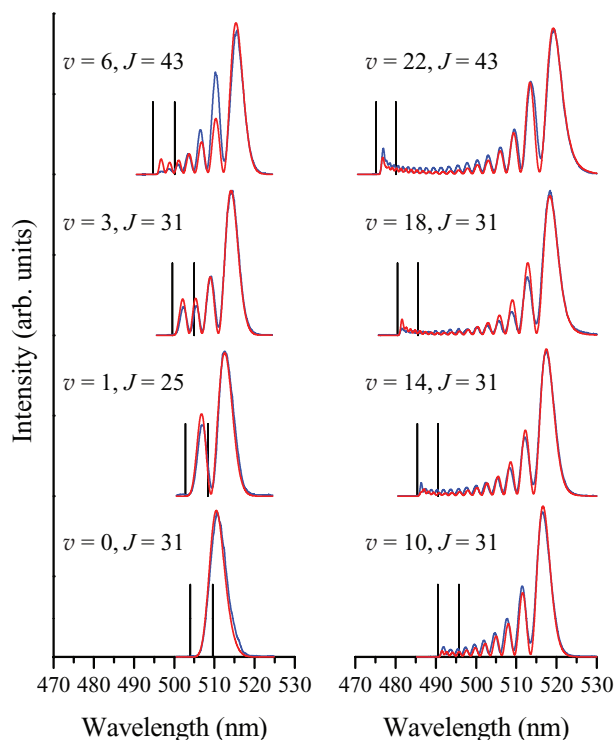 v = 6, J = 43
v = 22, J = 43
v = 3, J = 31
v = 18, J = 31
v = 1, J = 25
v = 14, J = 31
v = 0, J = 31
v = 10, J = 31
Intensity (arb. units)
470 480 490 500 510 520 530
470 480 490 500 510 520 530
Wavelength (nm)
Wavelength (nm)